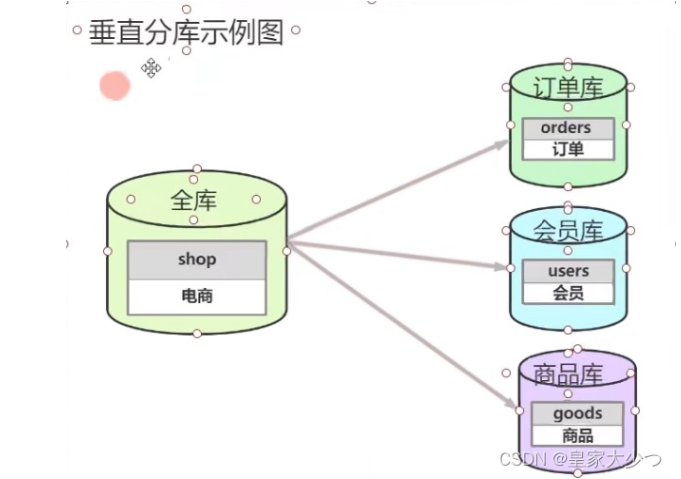 垂直分库示例图
全库
shop
电商
订单库
orders
订单
会员库
users
会员
商品库
goods
商品
CSDN @皇家大少つ